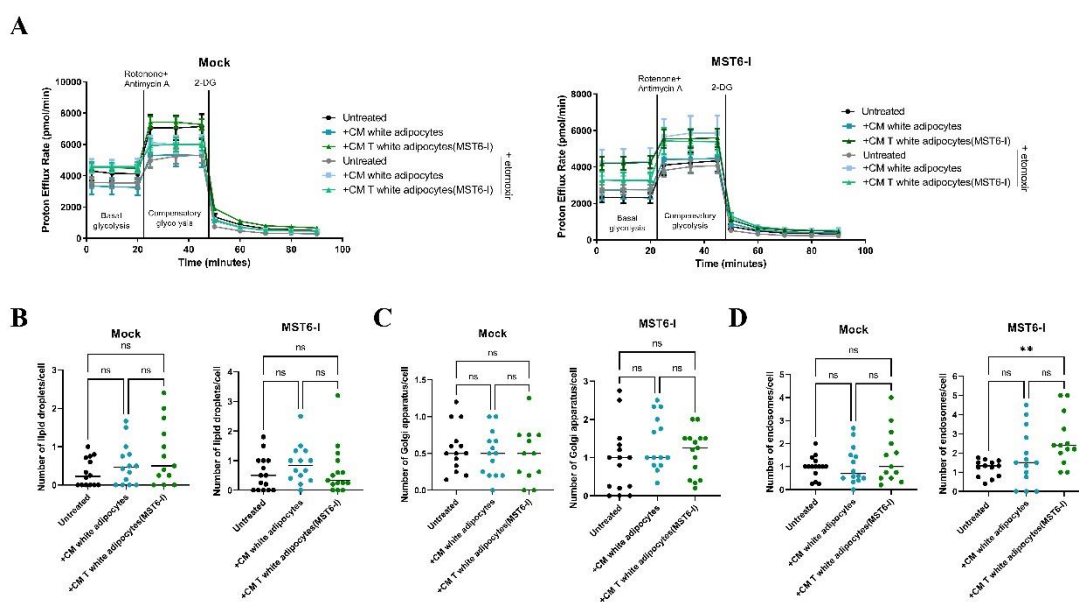 A
Mock
Rotonone+
Antimycin A
2-DG
Proton Efflux Rate (pmol/min)
10000
8000
6000
4000
2000
0
Basal
glycolysis
Compensatory
glycolysis
0 20 40 60 80 100
Time (minutes)
Untreated
+CM white adipocytes
+CM T white adipocytes(MST6-I)
Untreated
+CM white adipocytes
+CM T white adipocytes(MST6-I)
+ etomoxir
MST6-I
Rotenone+
Antimycin A
2-DG
Proton Efflux Rate (pmol/min)
8000
6000
4000
2000
0
Basal
glycolysis
Compensatory
glycolysis
0 20 40 60 80 100
Time (minutes)
Untreated
+CM white adipocytes
+CM T white adipocytes(MST6-I)
Untreated
+CM white adipocytes
+CM T white adipocytes(MST6-I)
+ etomoxir
B
Mock
ns
ns ns
Number of lipid droplets/cell
3
2
1
0
Untreated
+CM white adipocytes
+CM T white adipocytes(MST6-I)
MST6-I
ns
ns ns
Number of lipid droplets/cell
5
4
3
2
1
0
Untreated
+CM white adipocytes
+CM T white adipocytes(MST6-I)
C
Mock
ns
ns ns
Number of Golgi apparatus/cell
2.0
1.5
1.0
0.5
0.0
Untreated
+CM white adipocytes
+CM T white adipocytes(MST6-I)
MST6-I
ns
ns ns
Number of Golgi apparatus/cell
4
3
2
1
0
Untreated
+CM white adipocytes
+CM T white adipocytes(MST6-I)
D
Mock
ns
ns ns
Number of endosomes/cell
5
4
3
2
1
0
Untreated
+CM white adipocytes
+CM T white adipocytes(MST6-I)
MST6-I
**
ns ns
Number of endosomes/cell
8
6
4
2
0
Untreated
+CM white adipocytes
+CM T white adipocytes(MST6-I)